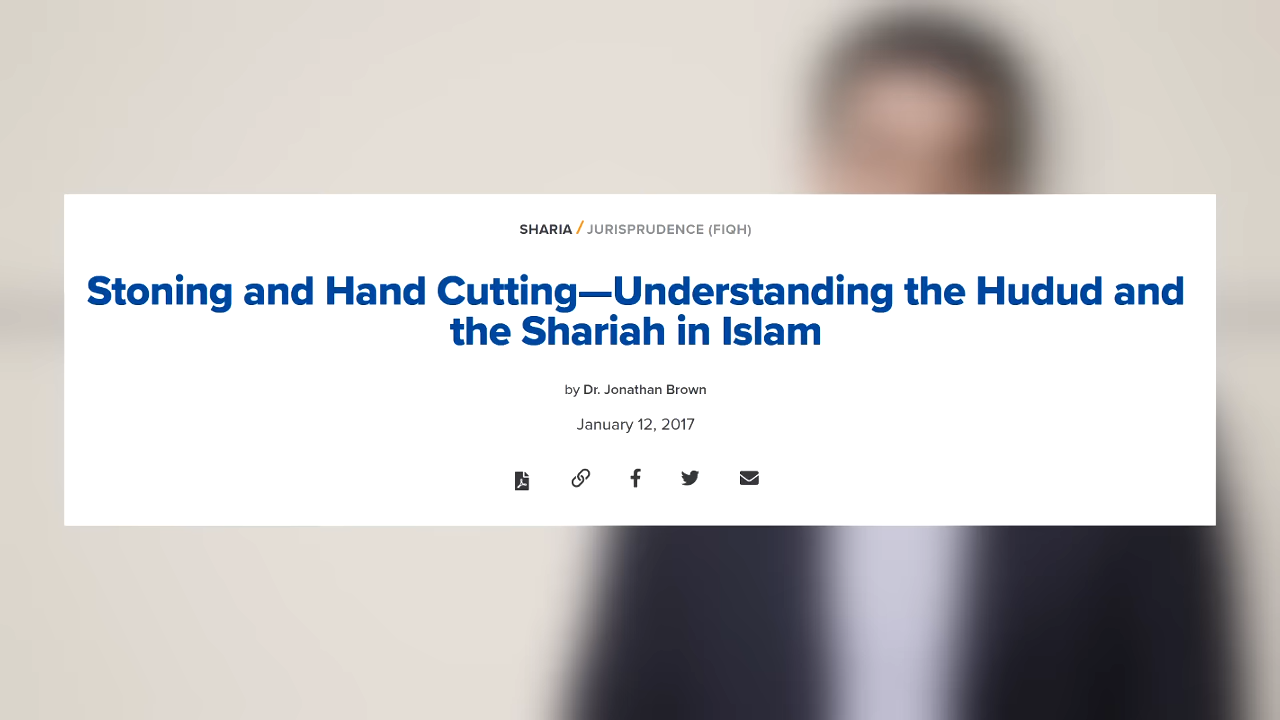 SHARIA / JURISPRUDENCE (FIQH)
Stoning and Hand Cutting—Understanding the Hudud and
the Shariah in Islam
by Dr. Jonathan Brown
January 12, 2017